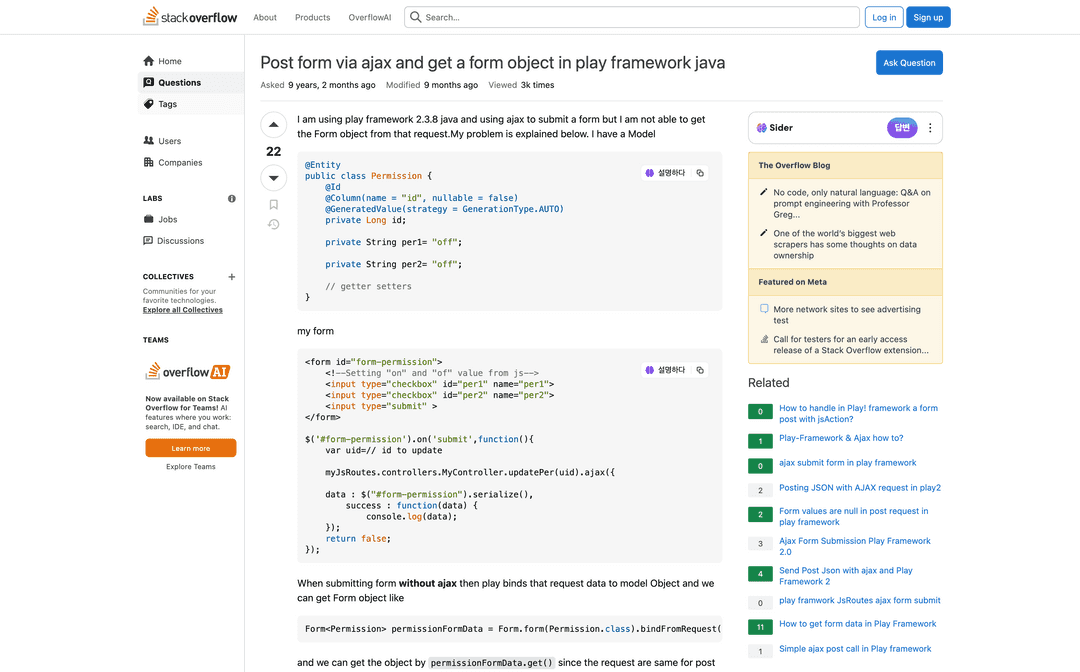 stackoverflow
About
Products
OverflowAI
Search...
Log in
Sign up
Home
Questions
Tags
Users
Companies
LABS
Jobs
Discussions
COLLECTIVES
+
Communities for your
favorite technologies.
Explore all Collectives
TEAMS
overflowAI
Now available on Stack
Overflow for Teams! AI
features where you work:
search, IDE, and chat.
Learn more
Explore Teams
Post form via ajax and get a form object in play framework java
Ask Question
Asked 9 years, 2 months ago Modified 9 months ago Viewed 3k times
22
I am using play framework 2.3.8 java and using ajax to submit a form but I am not able to get
the Form object from that request.My problem is explained below. I have a Model
설명하다
@Entity
public class Permission {
@Id
@Column(name = "id", nullable = false)
@GeneratedValue(strategy = GenerationType.AUTO)
private Long id;
private String per1= "off";
private String per2= "off";
// getter setters
}
my form
설명하다
<form id="form-permission">
<!--Setting "on" and "of" value from js-->
<input type="checkbox" id="per1" name="per1">
<input type="checkbox" id="per2" name="per2">
<input type="submit" >
</form>
$('#form-permission').on('submit',function(){
var uid=// id to update
myJsRoutes.controllers.MyController.updatePer(uid).ajax({
data : $("#form-permission").serialize(),
success : function(data) {
console.log(data);
});
return false;
});
When submitting form without ajax then play binds that request data to model Object and we
can get Form object like
Form<Permission> permissionFormData = Form.form(Permission.class).bindFromRequest(
and we can get the object by permissionFormData.get() since the request are same for post
Sider
답변
The Overflow Blog
No code, only natural language: Q&A on
prompt engineering with Professor
Greg...
One of the world's biggest web
scrapers has some thoughts on data
ownership
Featured on Meta
More network sites to see advertising
test
Call for testers for an early access
release of a Stack Overflow extension...
Related
0 How to handle in Play! framework a form
post with jsAction?
1 Play-Framework & Ajax how to?
0 ajax submit form in play framework
2 Posting JSON with AJAX request in play2
2 Form values are null in post request in
play framework
3 Ajax Form Submission Play Framework
2.0
4 Send Post Json with ajax and Play
Framework 2
0 play framwork JsRoutes ajax form submit
11 How to get form data in Play Framework
1 Simple ajax post call in Play framework